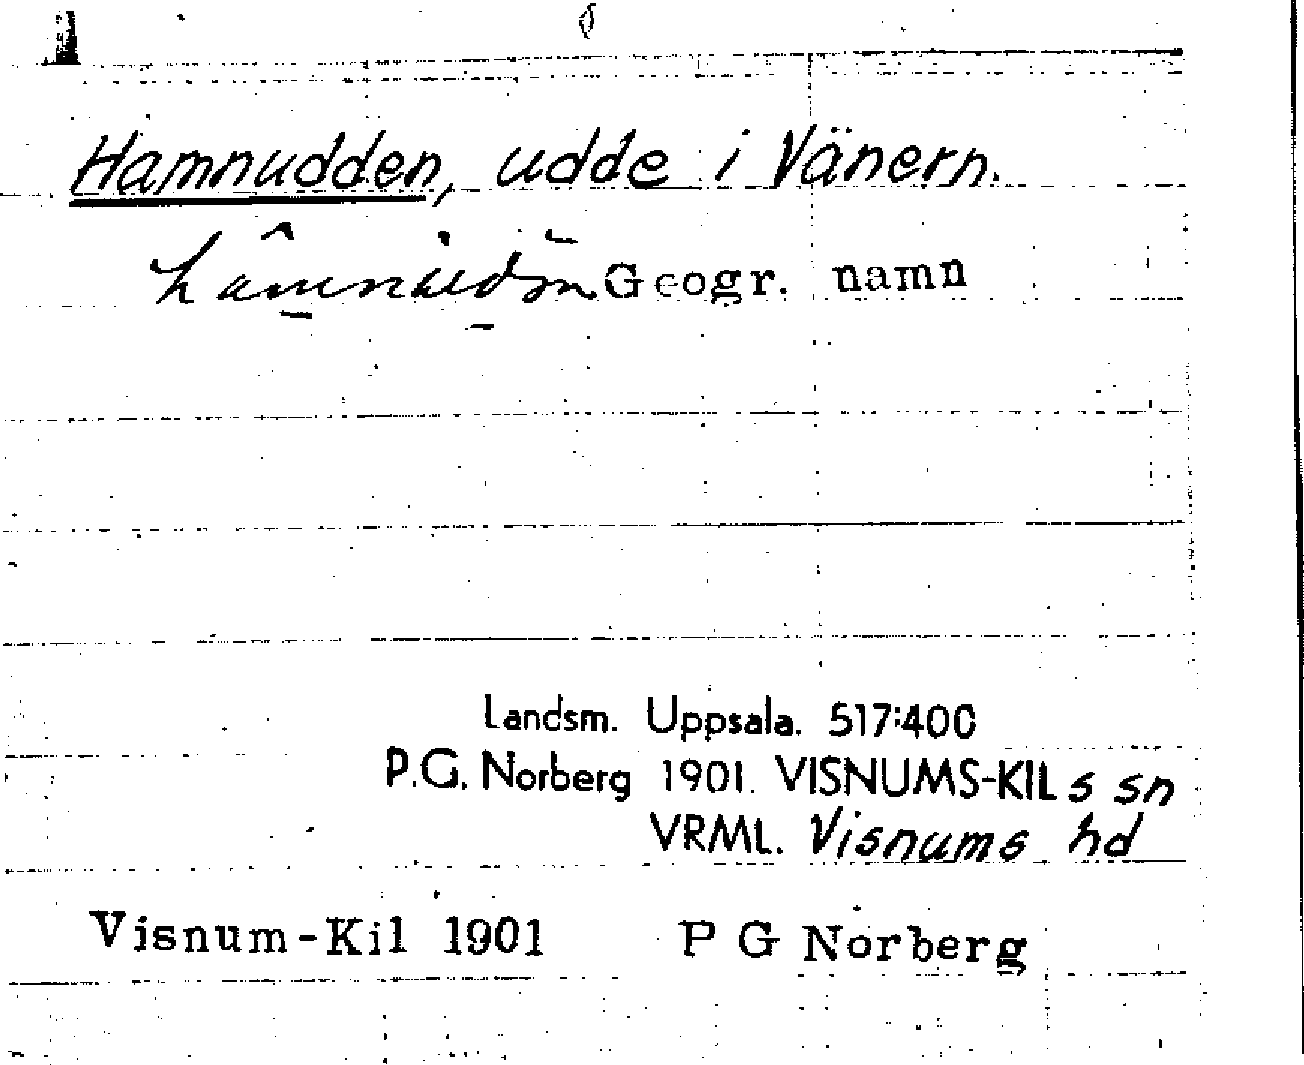 Hamnudden, udde i Vänern.
Geogr. namn
Landsm. Uppsala. 517:400
P.G. Norberg 1901. VISNUMS-KIL s sn
VRML. Visnums hd
Visnum-Kil 1901 P G Norberg